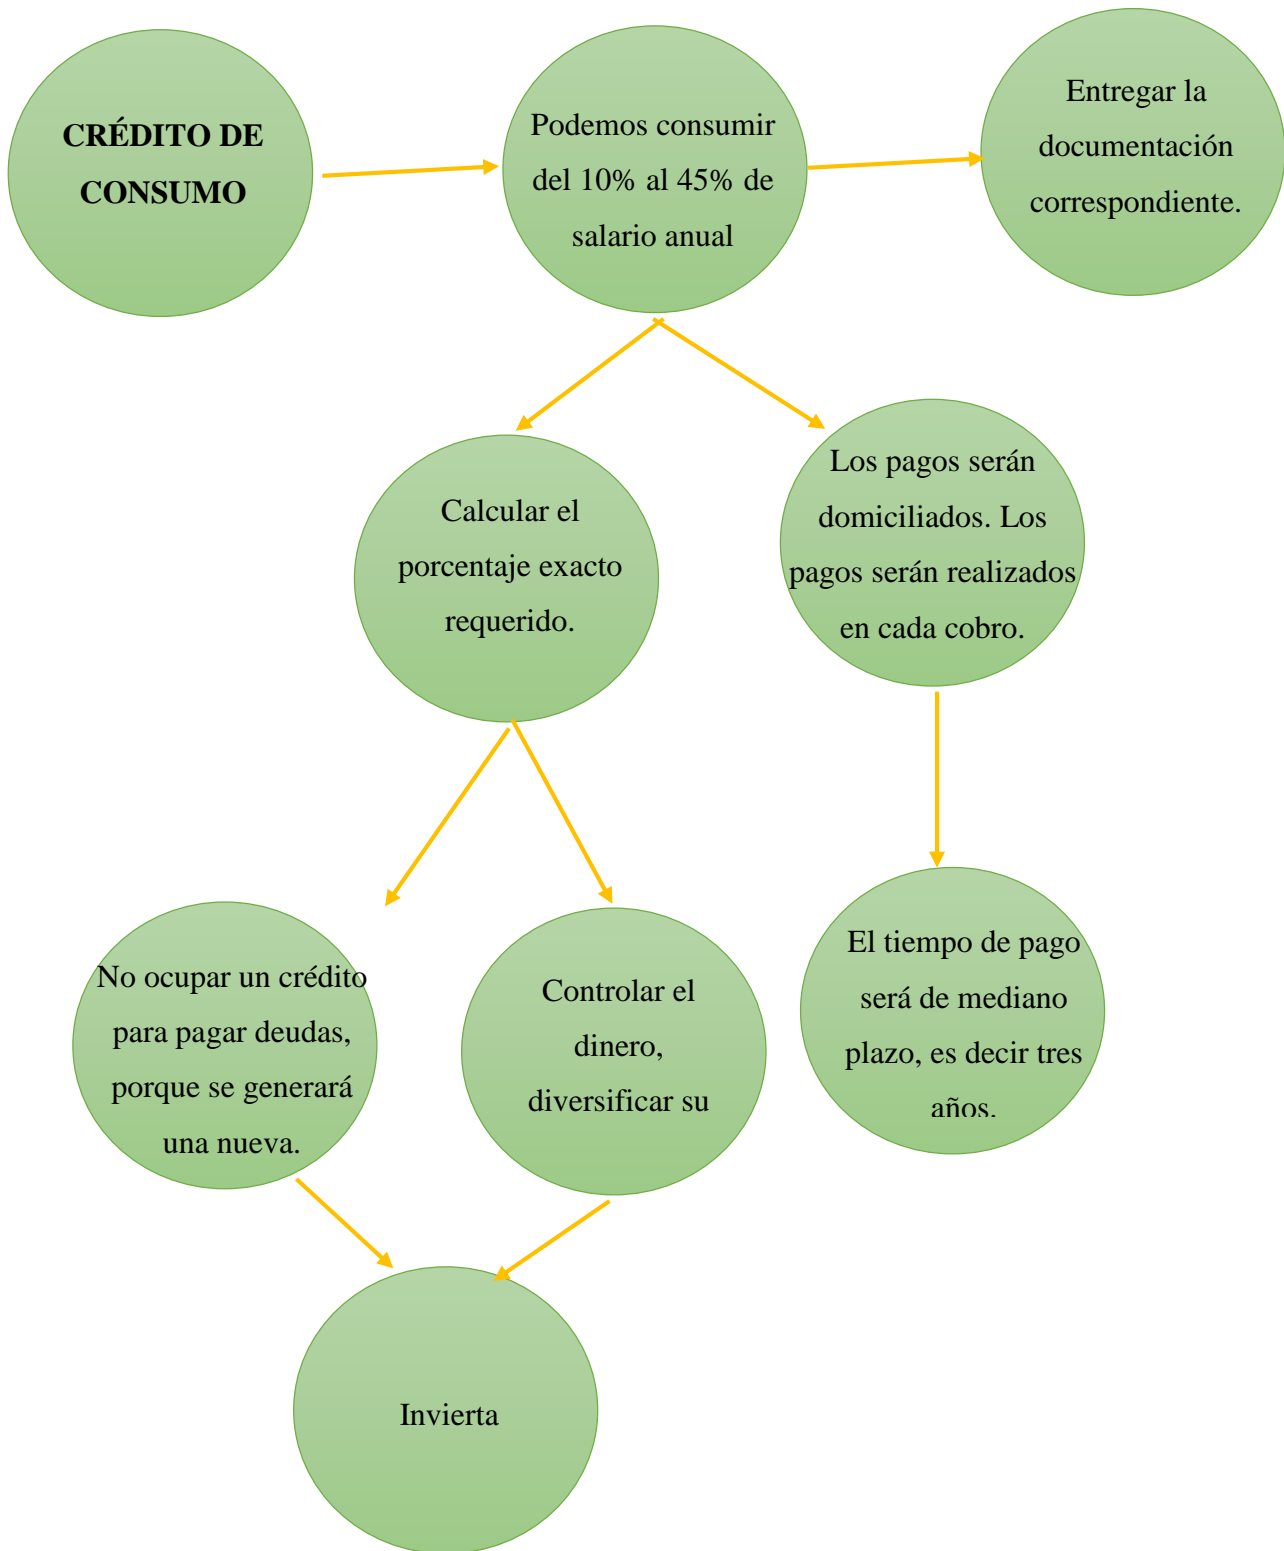 CRÉDITO DE
CONSUMO
Podemos consumir
del 10% al 45% de
salario anual
Entregar la
documentación
correspondiente.
Calcular el
porcentaje exacto
requerido.
Los pagos serán
domiciliados. Los
pagos serán realizados
en cada cobro.
No ocupar un crédito
para pagar deudas,
porque se generará
una nueva.
Controlar el
dinero,
diversificar su
El tiempo de pago
será de mediano
plazo, es decir tres
años.
Invierta